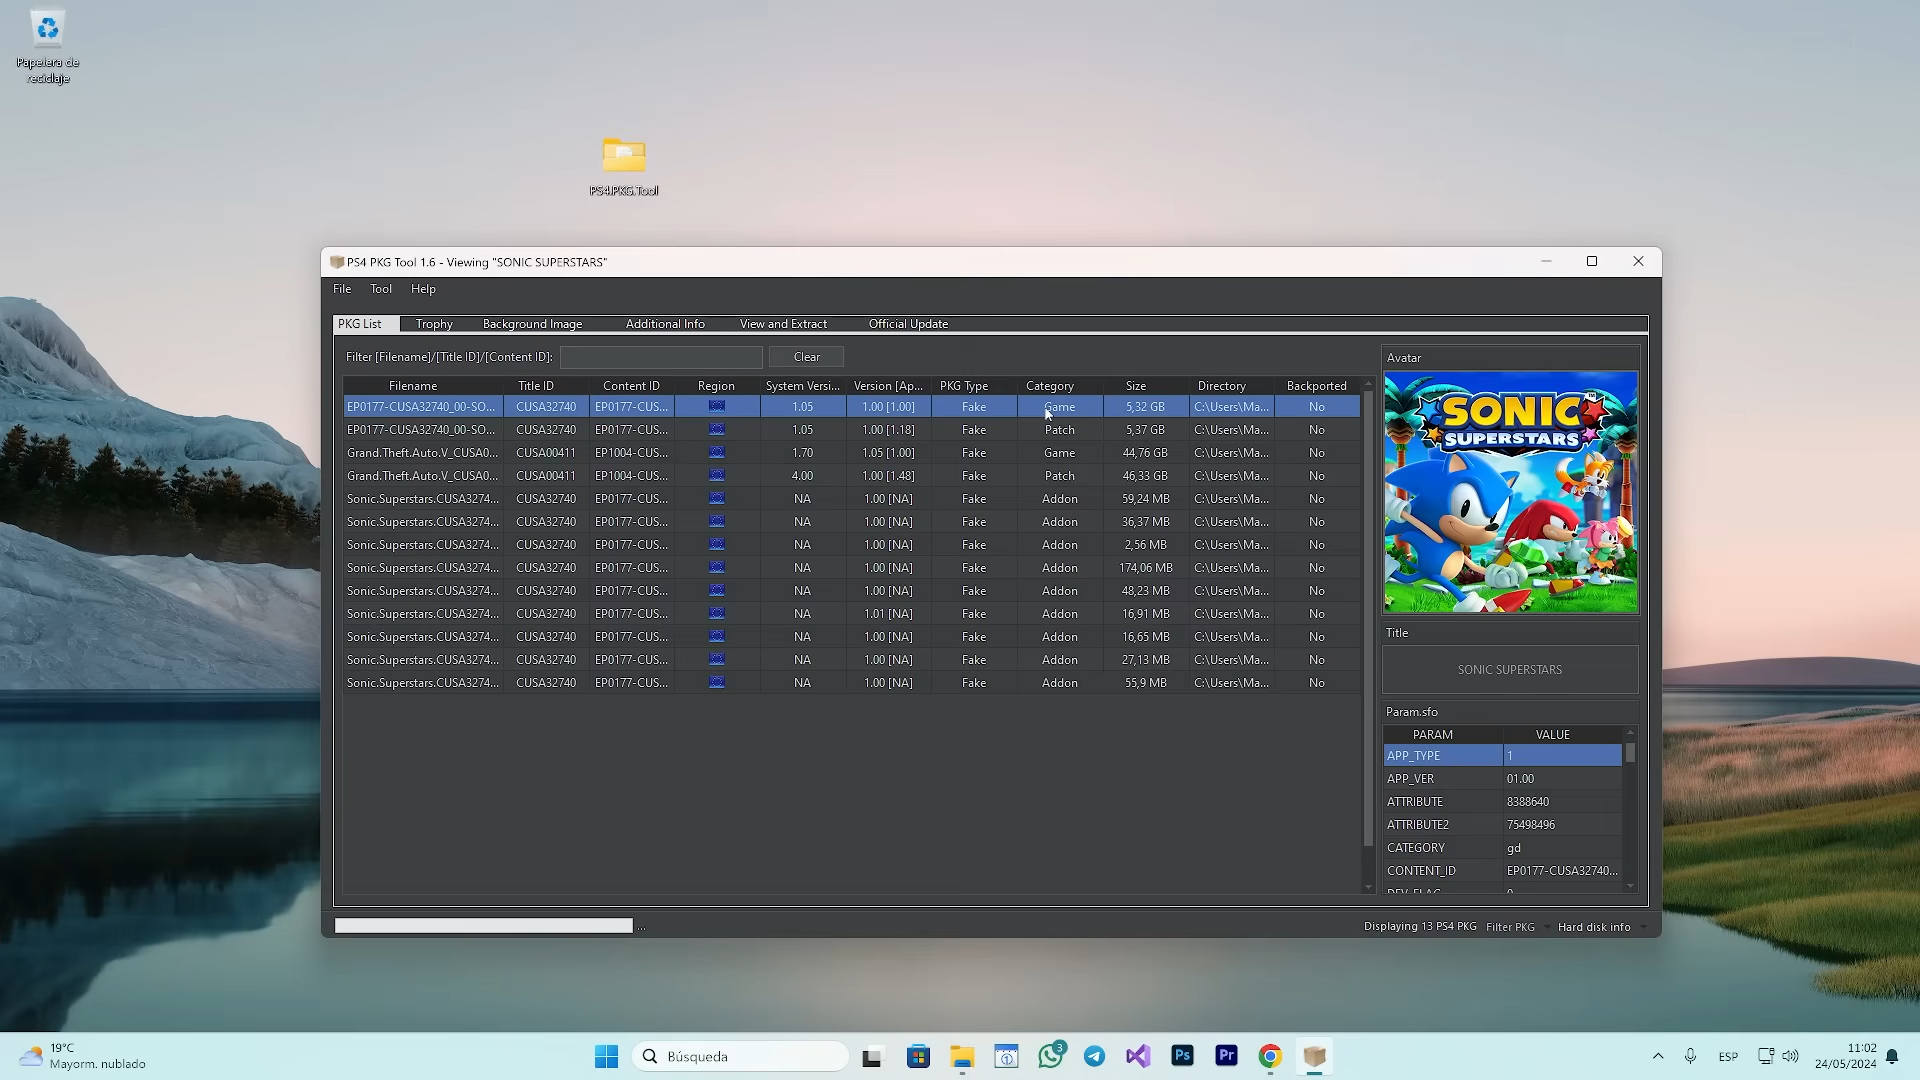 Papelera de
reciclaje
PS4.PKG.Tool
PS4 PKG Tool 1.6 - Viewing "SONIC SUPERSTARS"
File Tool Help
PKG List Trophy Background Image Additional Info View and Extract Official Update
Filter [Filename]/[Title ID]/[Content ID]: Clear
Filename Title ID Content ID Region System Versi... Version [Ap... PKG Type Category Size Directory Backported
EP0177-CUSA32740_00-SO... CUSA32740 EP0177-CUS... 1.05 1.00 [1.00] Fake Game 5,32 GB C:\Users\Ma... No
EP0177-CUSA32740_00-SO... CUSA32740 EP0177-CUS... 1.05 1.00 [1.18] Fake Patch 5,37 GB C:\Users\Ma... No
Grand.Theft.Auto.V_CUSA0... CUSA00411 EP1004-CUS... 1.70 1.05 [1.00] Fake Game 44,76 GB C:\Users\Ma... No
Grand.Theft.Auto.V_CUSA0... CUSA00411 EP1004-CUS... 4.00 1.00 [1.48] Fake Patch 46,33 GB C:\Users\Ma... No
Sonic.Superstars.CUSA3274... CUSA32740 EP0177-CUS... NA 1.00 [NA] Fake Addon 59,24 MB C:\Users\Ma... No
Sonic.Superstars.CUSA3274... CUSA32740 EP0177-CUS... NA 1.00 [NA] Fake Addon 36,37 MB C:\Users\Ma... No
Sonic.Superstars.CUSA3274... CUSA32740 EP0177-CUS... NA 1.00 [NA] Fake Addon 2,56 MB C:\Users\Ma... No
Sonic.Superstars.CUSA3274... CUSA32740 EP0177-CUS... NA 1.00 [NA] Fake Addon 174,06 MB C:\Users\Ma... No
Sonic.Superstars.CUSA3274... CUSA32740 EP0177-CUS... NA 1.00 [NA] Fake Addon 48,23 MB C:\Users\Ma... No
Sonic.Superstars.CUSA3274... CUSA32740 EP0177-CUS... NA 1.01 [NA] Fake Addon 16,91 MB C:\Users\Ma... No
Sonic.Superstars.CUSA3274... CUSA32740 EP0177-CUS... NA 1.00 [NA] Fake Addon 16,65 MB C:\Users\Ma... No
Sonic.Superstars.CUSA3274... CUSA32740 EP0177-CUS... NA 1.00 [NA] Fake Addon 27,13 MB C:\Users\Ma... No
Sonic.Superstars.CUSA3274... CUSA32740 EP0177-CUS... NA 1.00 [NA] Fake Addon 55,9 MB C:\Users\Ma... No
Avatar
SONIC™
SUPERSTARS
Title
SONIC SUPERSTARS
Param.sfo
PARAM VALUE
APP_TYPE 1
APP_VER 01.00
ATTRIBUTE 8388640
ATTRIBUTE2 75498496
CATEGORY gd
CONTENT_ID EP0177-CUSA32740...
DEV_FLAG 0
... Displaying 13 PS4 PKG Filter PKG Hard disk info
19°C
Mayorm. nublado
Búsqueda
3
Ps
Pr
ESP
11:02
24/05/2024